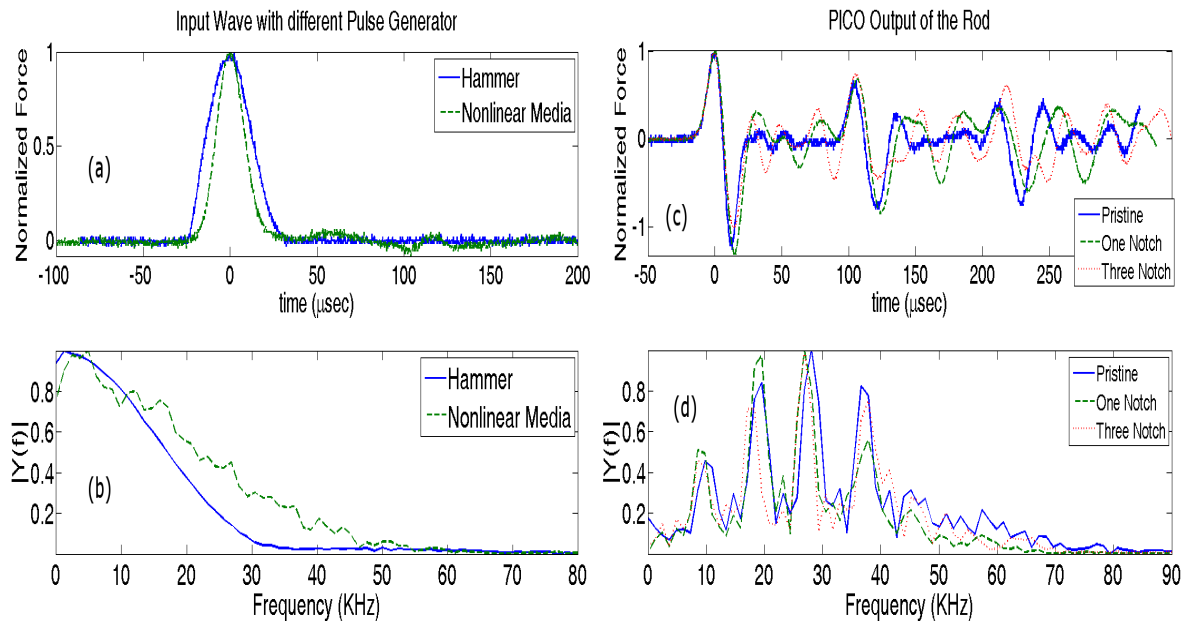 Input Wave with different Pulse Generator
Normalized Force
1
0.5
0
(a)
Hammer
Nonlinear Media
-100
-50
0
50
100
150
200
time (μsec)
|Y(f)|
0.8
0.6
0.4
0.2
(b)
Hammer
Nonlinear Media
0
10
20
30
40
50
60
70
80
Frequency (KHz)
PICO Output of the Rod
Normalized Force
1
0
-1
(c)
Pristine
One Notch
Three Notch
-50
0
50
100
150
200
250
time (μsec)
|Y(f)|
0.8
0.6
0.4
0.2
(d)
Pristine
One Notch
Three Notch
0
10
20
30
40
50
60
70
80
90
Frequency (KHz)